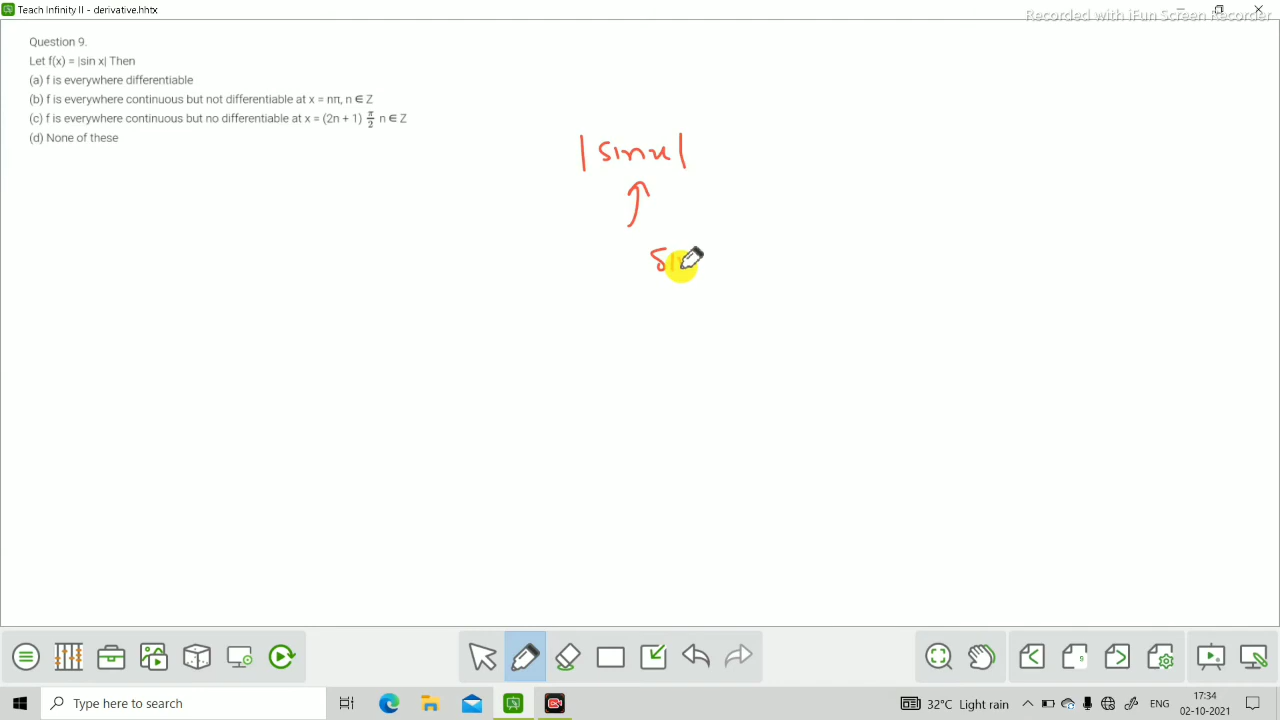 Teach Infinity II - derivative.hhtx
Recorded with iFun Screen Recorder
Question 9.
Let f(x) = |sin x| Then
(a) f is everywhere differentiable
(b) f is everywhere continuous but not differentiable at x = nπ, n ∈ Z
(c) f is everywhere continuous but no differentiable at x = (2n + 1) π/2 n ∈ Z
(d) None of these
|sinx|
9
Type here to search
32°C Light rain
ENG
17:34
02-10-2021